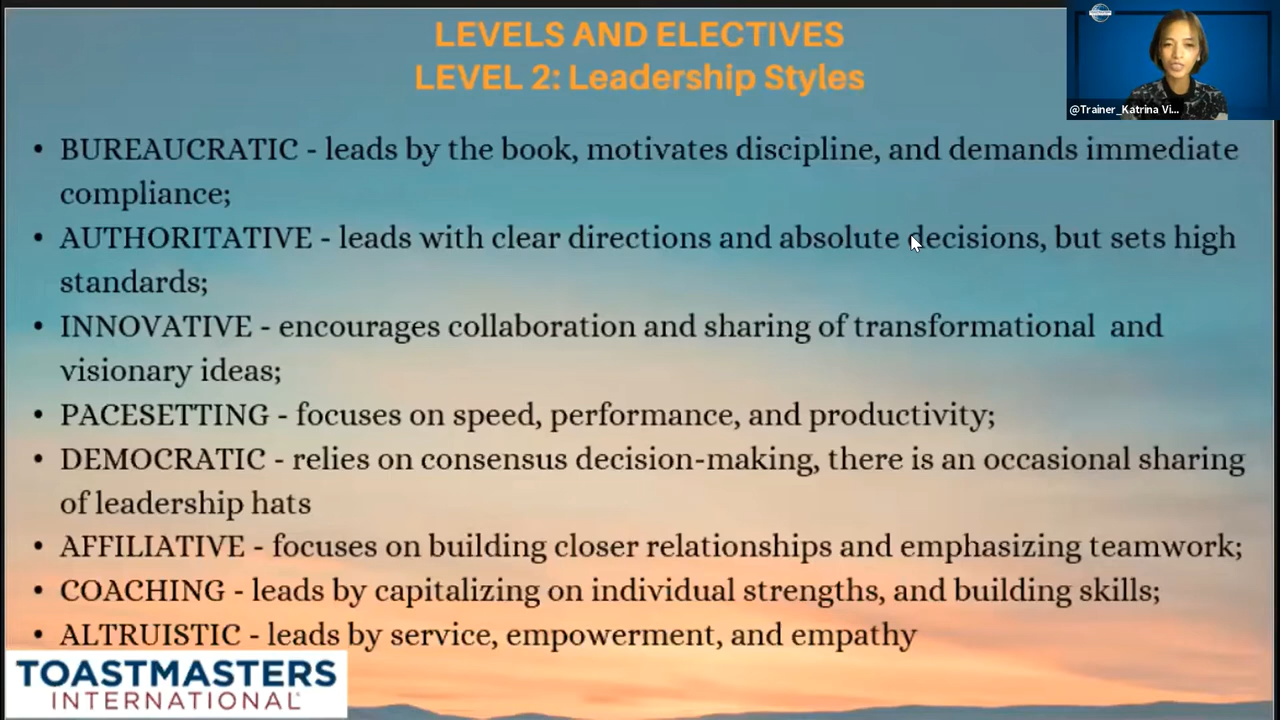 LEVELS AND ELECTIVES
LEVEL 2: Leadership Styles
@Trainer_Katrina Vi...
• BUREAUCRATIC - leads by the book, motivates discipline, and demands immediate
compliance;
• AUTHORITATIVE - leads with clear directions and absolute decisions, but sets high
standards;
• INNOVATIVE - encourages collaboration and sharing of transformational  and
visionary ideas;
• PACESETTING - focuses on speed, performance, and productivity;
• DEMOCRATIC - relies on consensus decision-making, there is an occasional sharing
of leadership hats
• AFFILIATIVE - focuses on building closer relationships and emphasizing teamwork;
• COACHING - leads by capitalizing on individual strengths, and building skills;
• ALTRUISTIC - leads by service, empowerment, and empathy
TOASTMASTERS
INTERNATIONAL